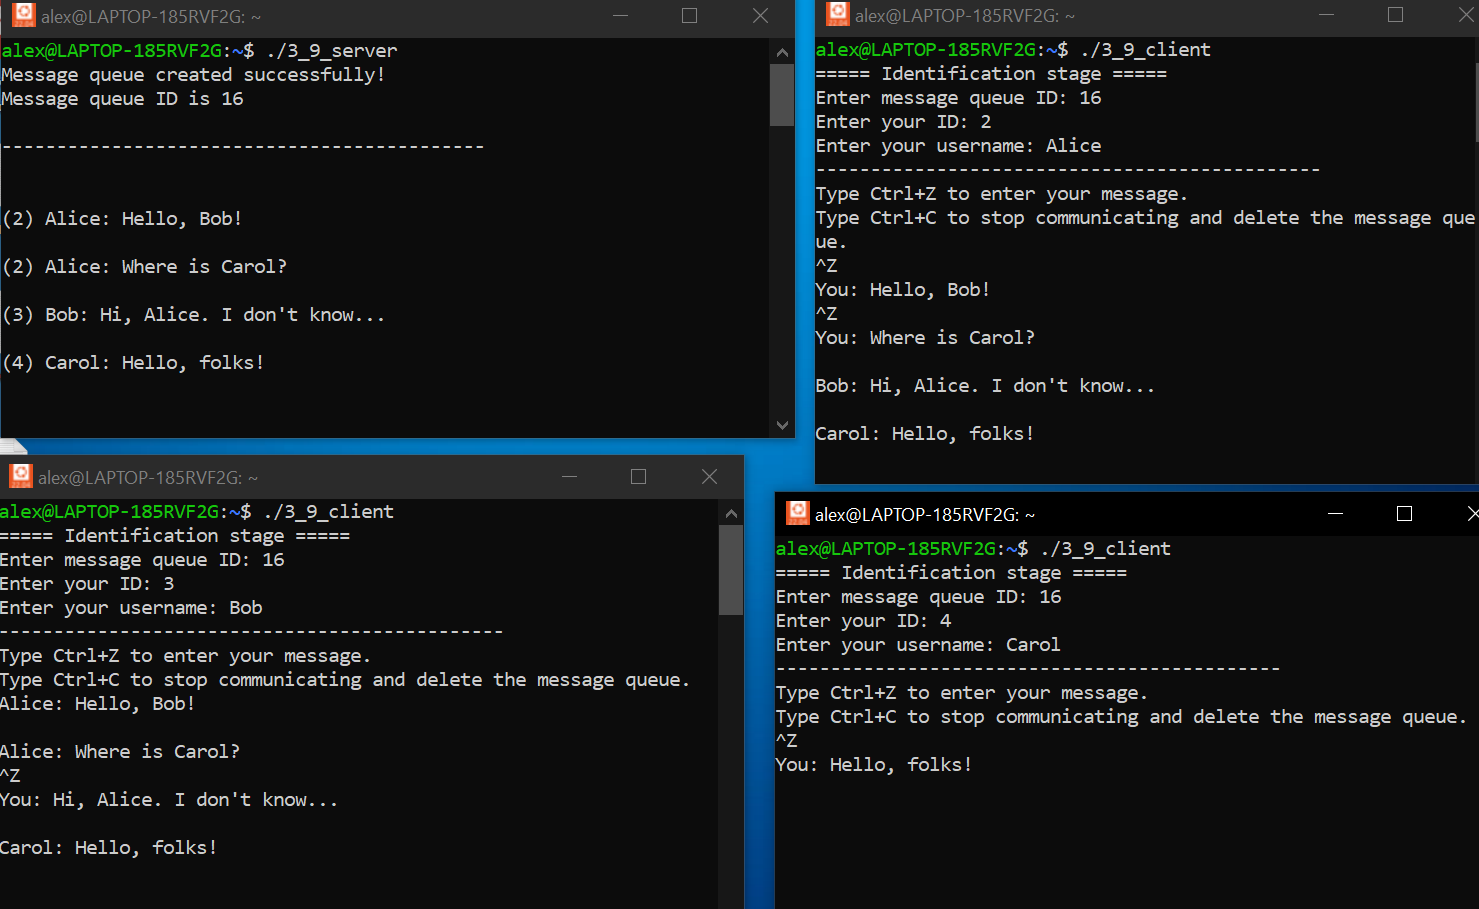 alex@LAPTOP-185RVF2G: ~
alex@LAPTOP-185RVF2G:~$ ./3_9_server
Message queue created successfully!
Message queue ID is 16
--------------------------------------------
(2) Alice: Hello, Bob!
(2) Alice: Where is Carol?
(3) Bob: Hi, Alice. I don't know...
(4) Carol: Hello, folks!
alex@LAPTOP-185RVF2G: ~
alex@LAPTOP-185RVF2G:~$ ./3_9_client
===== Identification stage =====
Enter message queue ID: 16
Enter your ID: 2
Enter your username: Alice
----------------------------------------------
Type Ctrl+Z to enter your message.
Type Ctrl+C to stop communicating and delete the message que
ue.
^Z
You: Hello, Bob!
^Z
You: Where is Carol?
Bob: Hi, Alice. I don't know...
Carol: Hello, folks!
alex@LAPTOP-185RVF2G: ~
alex@LAPTOP-185RVF2G:~$ ./3_9_client
===== Identification stage =====
Enter message queue ID: 16
Enter your ID: 3
Enter your username: Bob
----------------------------------------------
Type Ctrl+Z to enter your message.
Type Ctrl+C to stop communicating and delete the message queue.
Alice: Hello, Bob!
Alice: Where is Carol?
^Z
You: Hi, Alice. I don't know...
Carol: Hello, folks!
alex@LAPTOP-185RVF2G: ~
alex@LAPTOP-185RVF2G:~$ ./3_9_client
===== Identification stage =====
Enter message queue ID: 16
Enter your ID: 4
Enter your username: Carol
----------------------------------------------
Type Ctrl+Z to enter your message.
Type Ctrl+C to stop communicating and delete the message queue.
^Z
You: Hello, folks!